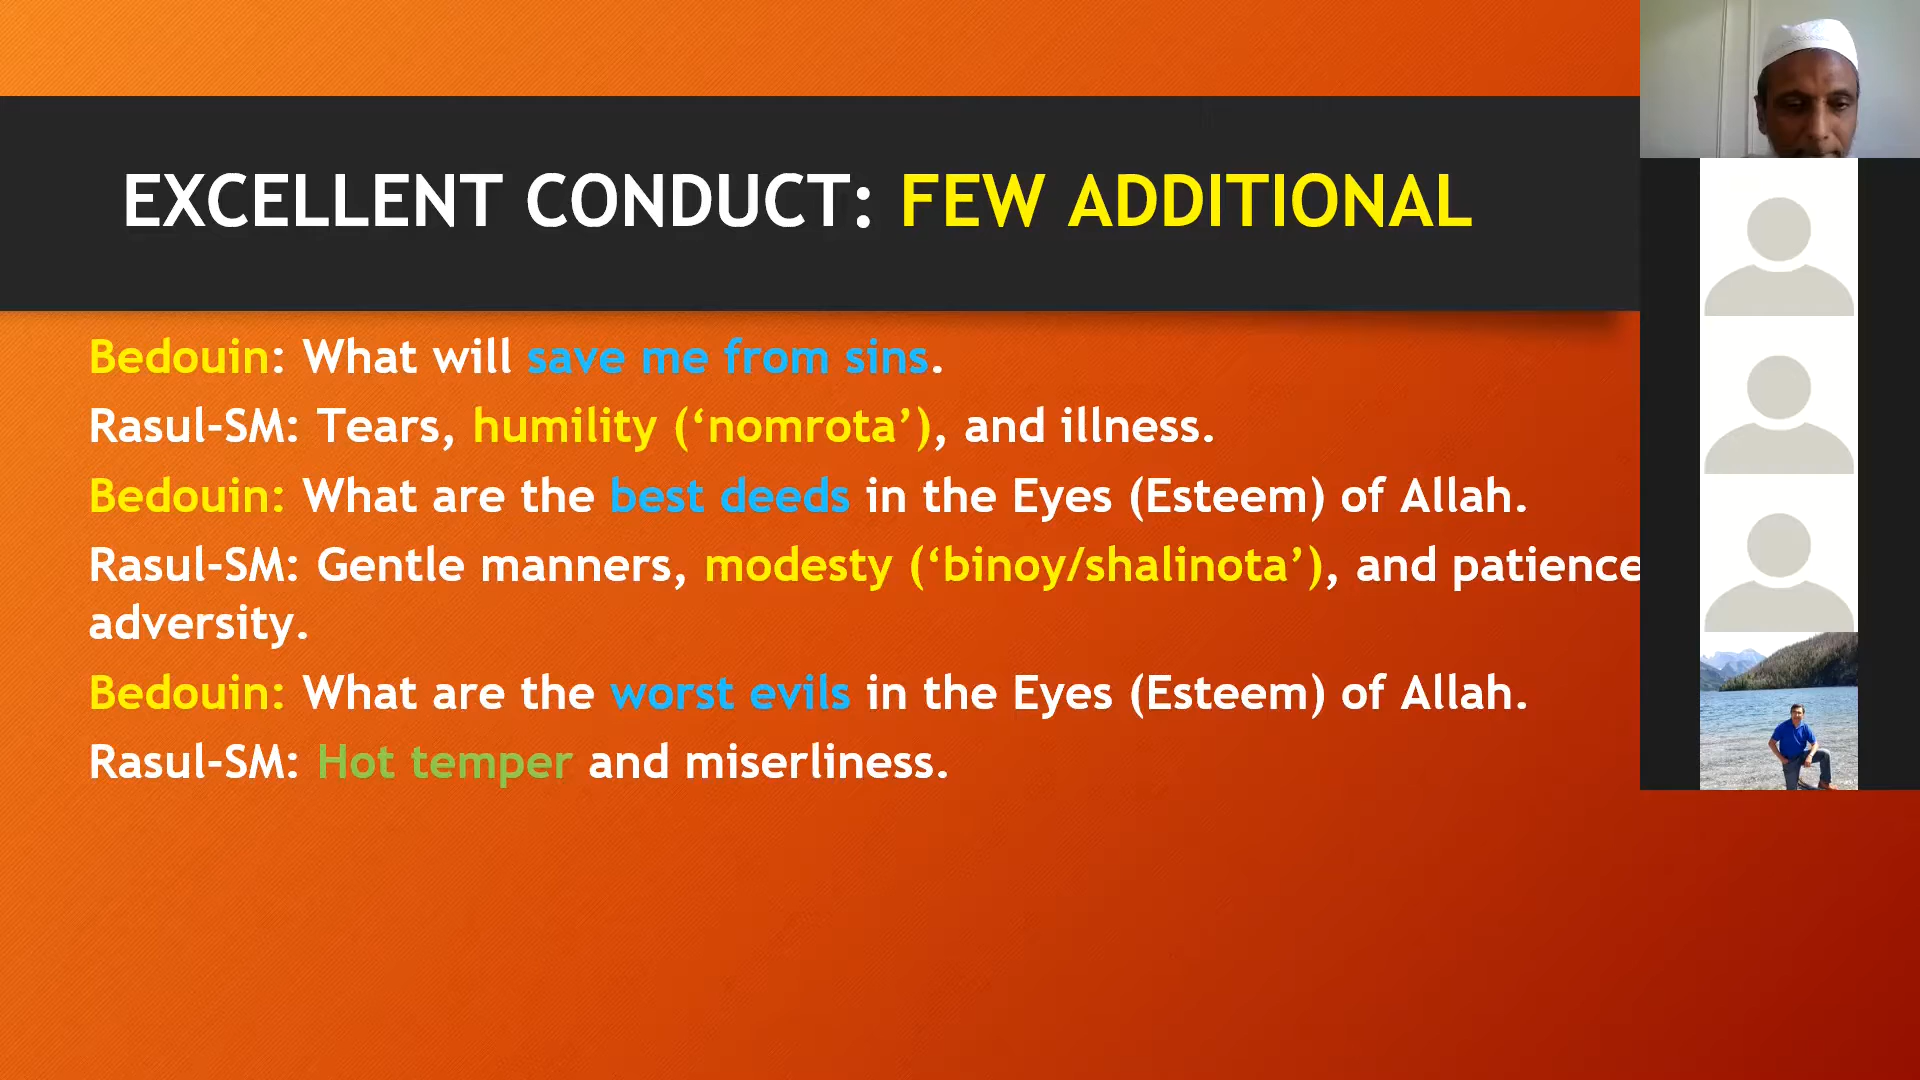 EXCELLENT CONDUCT: FEW ADDITIONAL
Bedouin: What will save me from sins.
Rasul-SM: Tears, humility (‘nomrota’), and illness.
Bedouin: What are the best deeds in the Eyes (Esteem) of Allah.
Rasul-SM: Gentle manners, modesty (‘binoy/shalinota’), and patience
adversity.
Bedouin: What are the worst evils in the Eyes (Esteem) of Allah.
Rasul-SM: Hot temper and miserliness.